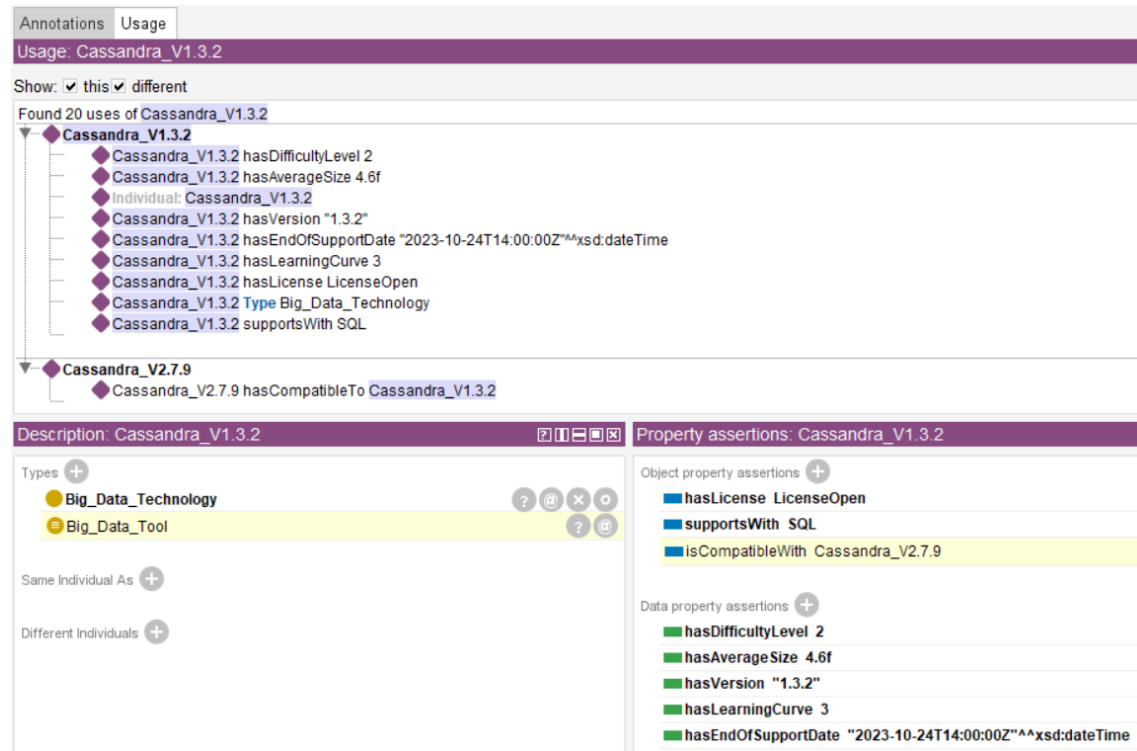 Annotations Usage
Usage: Cassandra_V1.3.2
Show: this different
Found 20 uses of Cassandra_V1.3.2
Cassandra_V1.3.2
Cassandra_V1.3.2 hasDifficultyLevel 2
Cassandra_V1.3.2 hasAverageSize 4.6f
Individual: Cassandra_V1.3.2
Cassandra_V1.3.2 hasVersion "1.3.2"
Cassandra_V1.3.2 hasEndOfSupportDate "2023-10-24T14:00:00Z"^^xsd:dateTime
Cassandra_V1.3.2 hasLearningCurve 3
Cassandra_V1.3.2 hasLicense LicenseOpen
Cassandra_V1.3.2 Type Big_Data_Technology
Cassandra_V1.3.2 supportsWith SQL
Cassandra_V2.7.9
Cassandra_V2.7.9 hasCompatibleTo Cassandra_V1.3.2
Description: Cassandra_V1.3.2
Types
Big_Data_Technology
Big_Data_Tool
Same Individual As
Different Individuals
Property assertions: Cassandra_V1.3.2
Object property assertions
hasLicense LicenseOpen
supportsWith SQL
isCompatibleWith Cassandra_V2.7.9
Data property assertions
hasDifficultyLevel 2
hasAverageSize 4.6f
hasVersion "1.3.2"
hasLearningCurve 3
hasEndOfSupportDate "2023-10-24T14:00:00Z"^^xsd:dateTime